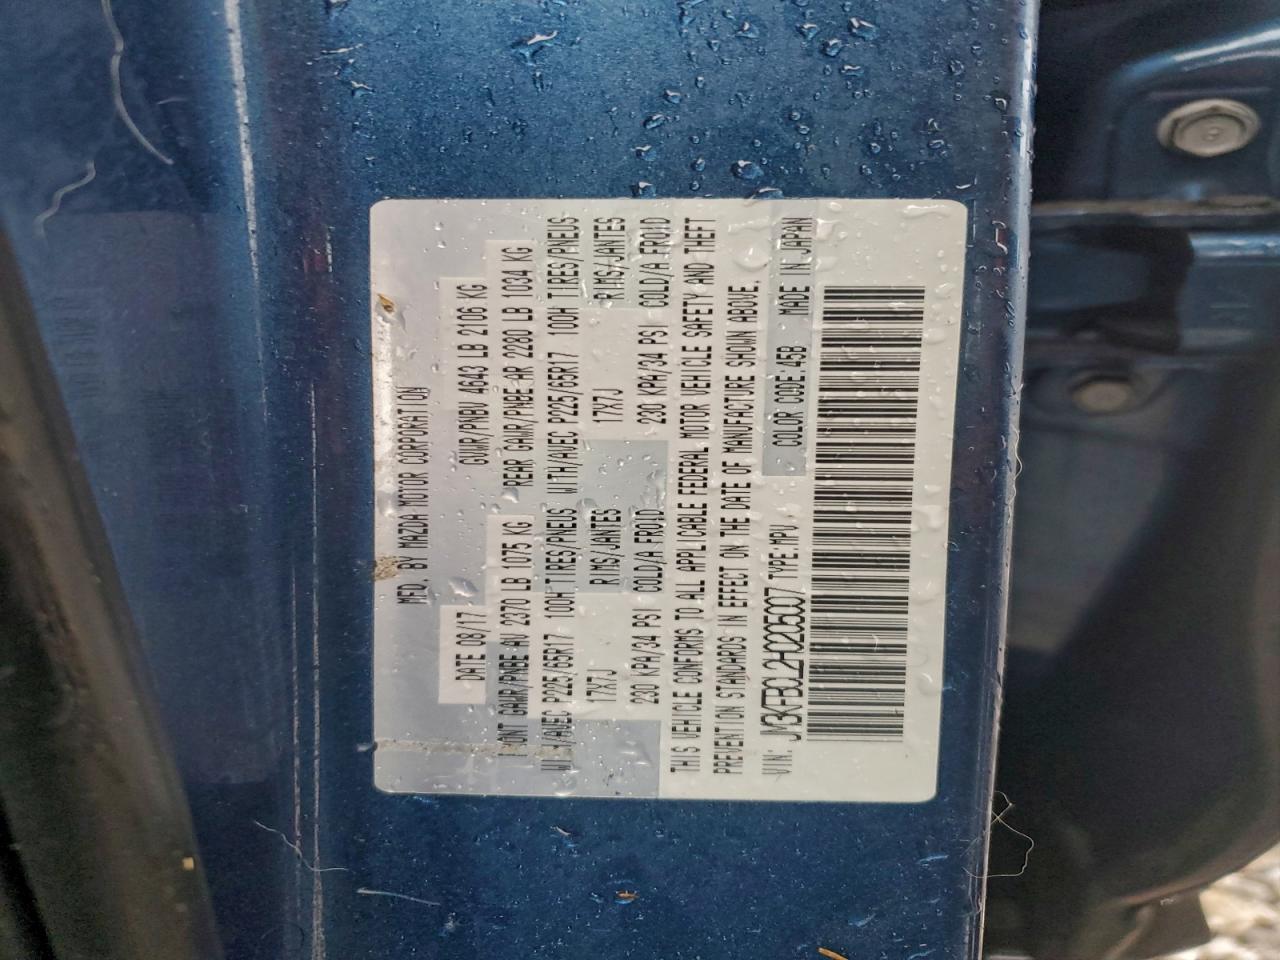 MFD. BY MAZDA MOTOR CORPORATION
DATE 08/17 GVWR/PNBV 4643 LB 2106 KG
FRONT GAWR/PNBE AV 2370 LB 1075 KG REAR GAWR/PNBE AR 2280 LB 1034 KG
WITH/AVEC P225/65R17 100H TIRES/PNEUS WITH/AVEC P225/65R17 100H TIRES/PNEUS
17X7J RIMS/JANTES 17X7J RIMS/JANTES
230 KPA/34 PSI COLD/A FROID 230 KPA/34 PSI COLD/A FROID
THIS VEHICLE CONFORMS TO ALL APPLICABLE FEDERAL MOTOR VEHICLE SAFETY AND THEFT
PREVENTION STANDARDS IN EFFECT ON THE DATE OF MANUFACTURE SHOWN ABOVE.
VIN: JM3KFBCL2H0205007 TYPE:MPV COLOR CODE:45B MADE IN JAPAN